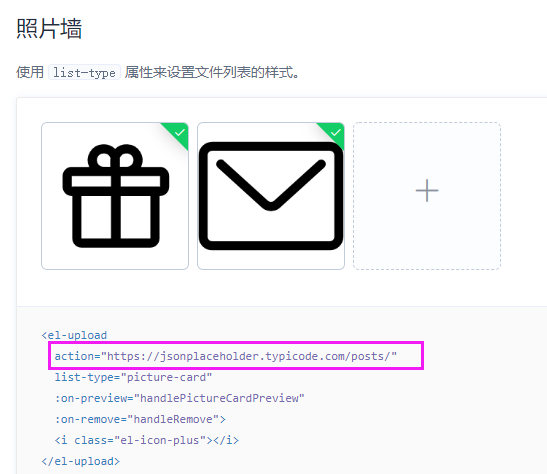 照片墙
使用 list-type 属性来设置文件列表的样式。
<el-upload
action="https://jsonplaceholder.typicode.com/posts/"
list-type="picture-card"
:on-preview="handlePictureCardPreview"
:on-remove="handleRemove">
<i class="el-icon-plus"></i>
</el-upload>